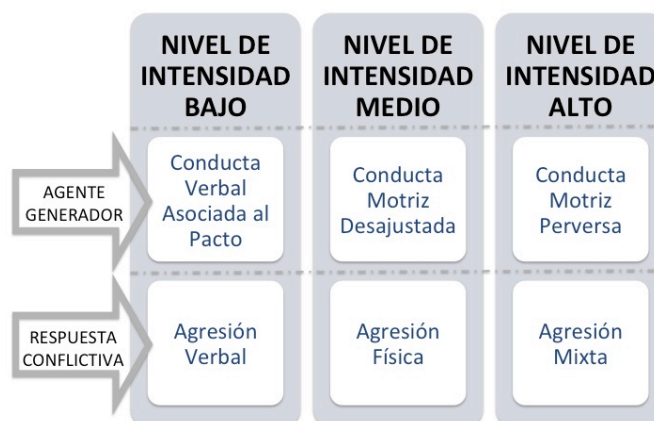 NIVEL DE
INTENSIDAD
BAJO
NIVEL DE
INTENSIDAD
MEDIO
NIVEL DE
INTENSIDAD
ALTO
AGENTE
GENERADOR
Conducta
Verbal
Asociada al
Pacto
Conducta
Motriz
Desajustada
Conducta
Motriz
Perversa
RESPUESTA
CONFLICTIVA
Agresión
Verbal
Agresión
Física
Agresión
Mixta